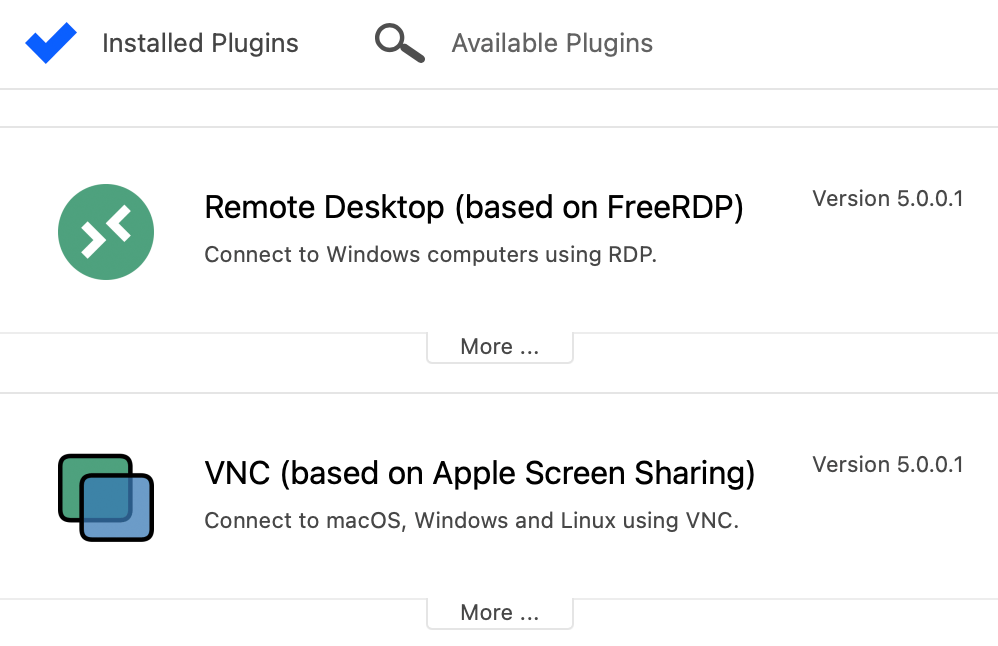 Installed Plugins
Available Plugins
Remote Desktop (based on FreeRDP)
Version 5.0.0.1
Connect to Windows computers using RDP.
More ...
VNC (based on Apple Screen Sharing)
Version 5.0.0.1
Connect to macOS, Windows and Linux using VNC.
More ...